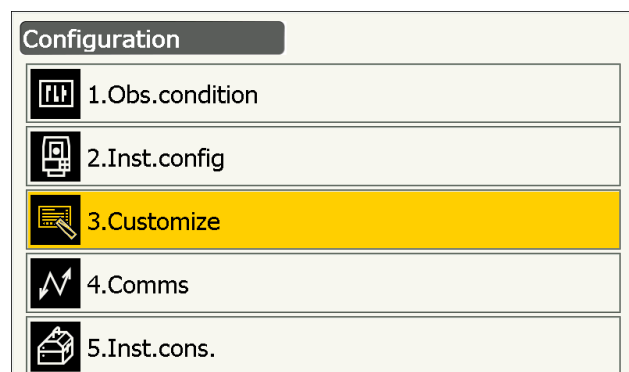 Configuration
1.Obs.condition
2.Inst.config
3.Customize
4.Comms
5.Inst.cons.